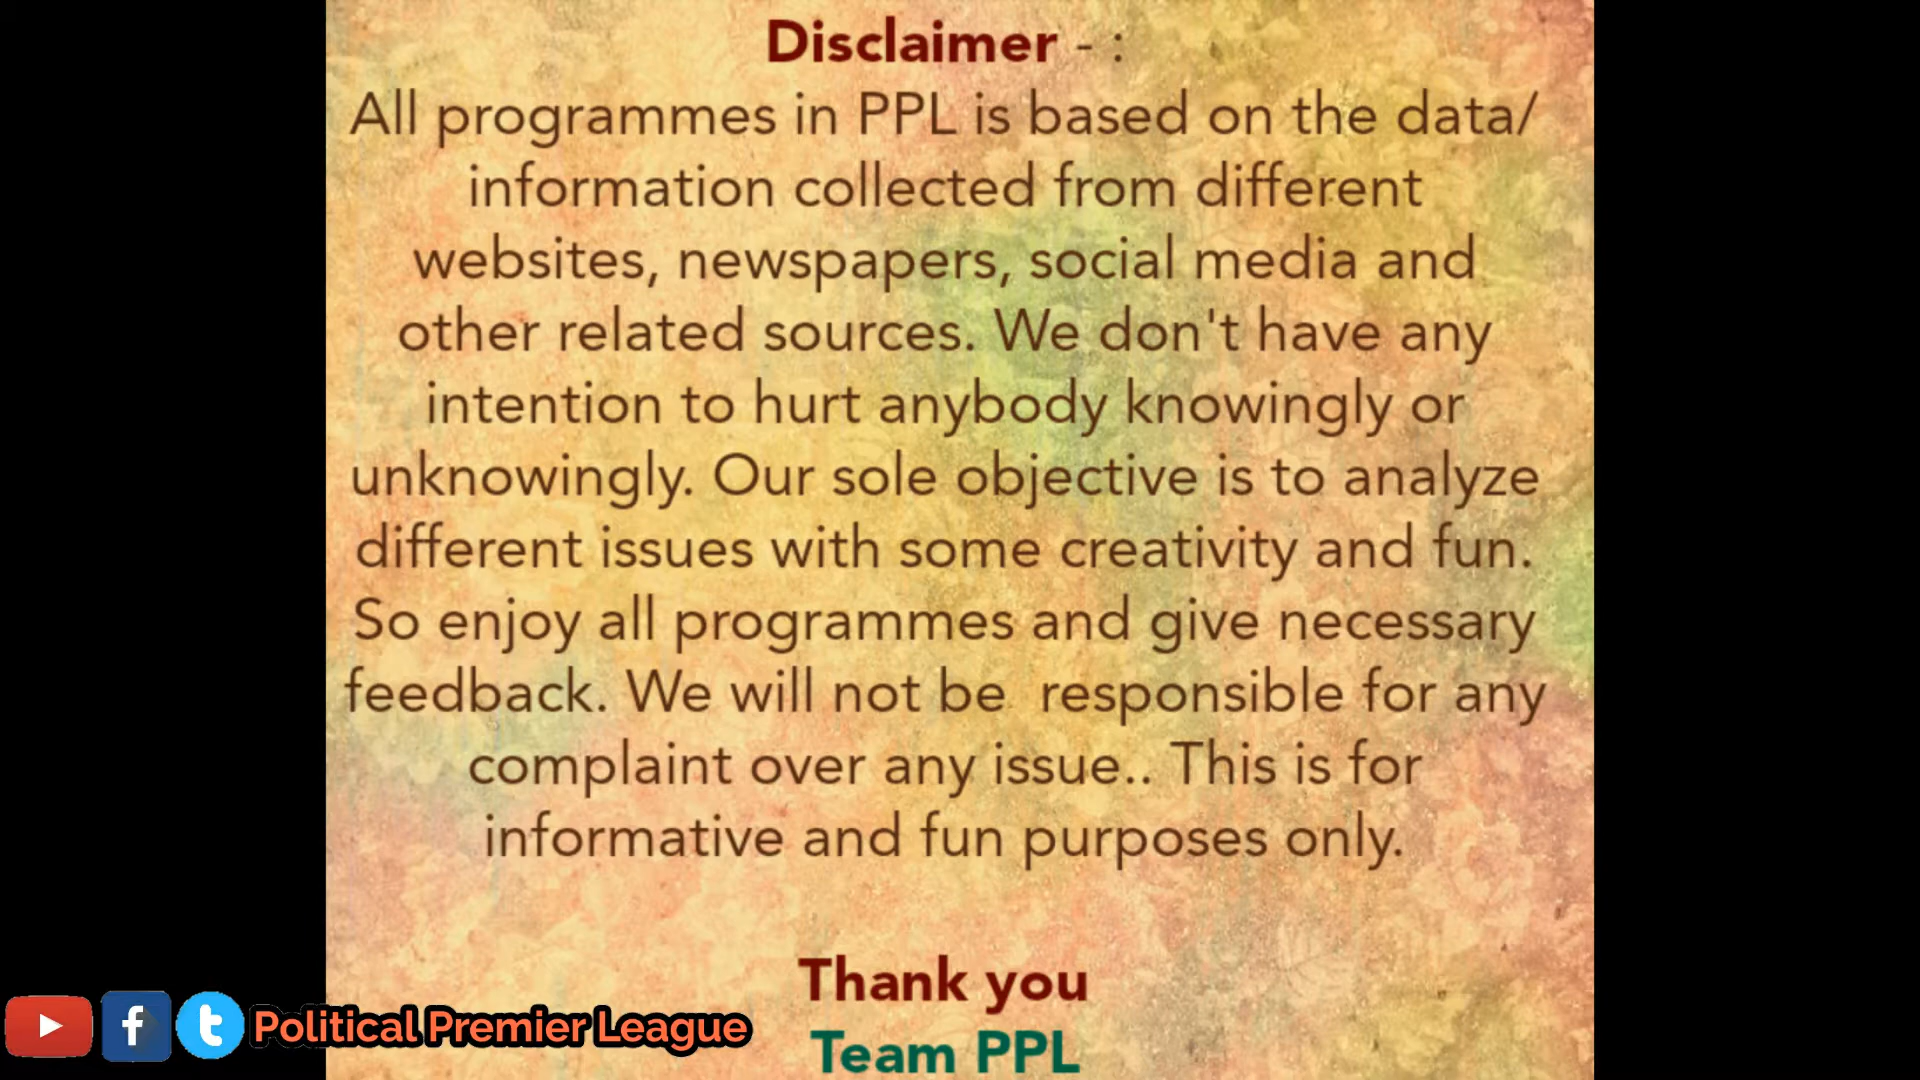 Disclaimer - :
All programmes in PPL is based on the data/
information collected from different
websites, newspapers, social media and
other related sources. We don't have any
intention to hurt anybody knowingly or
unknowingly. Our sole objective is to analyze
different issues with some creativity and fun.
So enjoy all programmes and give necessary
feedback. We will not be  responsible for any
complaint over any issue.. This is for
informative and fun purposes only.
Thank you
Team PPL
Political Premier League